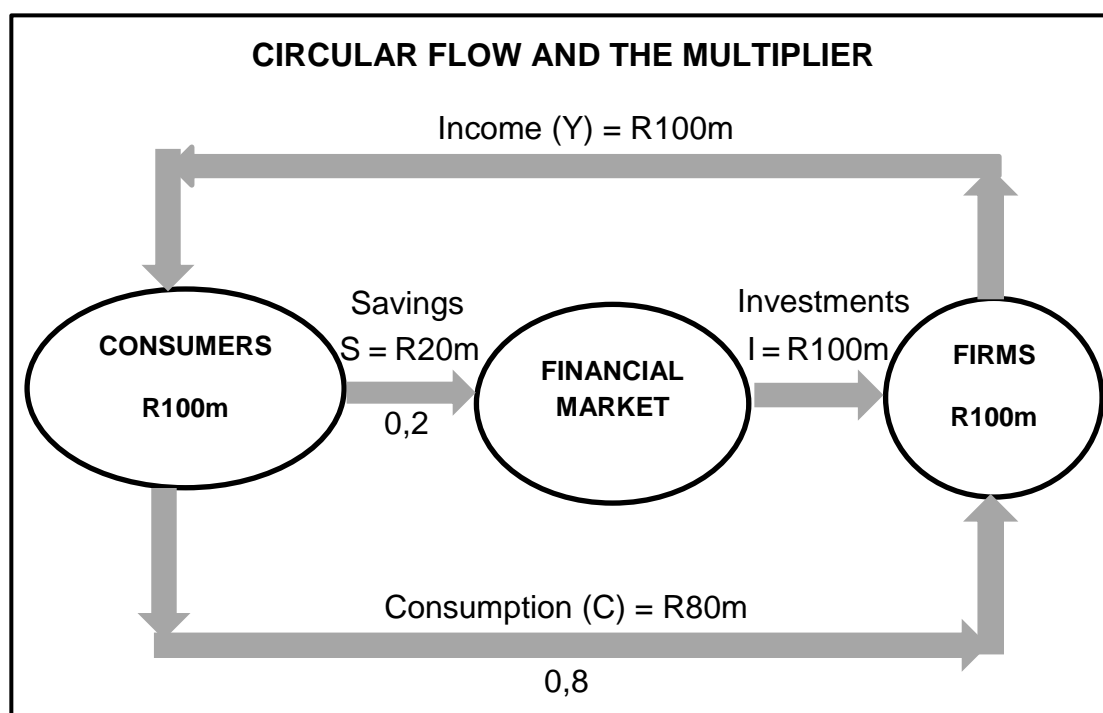 CIRCULAR FLOW AND THE MULTIPLIER
Income (Y) = R100m
CONSUMERS
R100m
Savings
S = R20m
0,2
FINANCIAL
MARKET
Investments
I = R100m
FIRMS
R100m
Consumption (C) = R80m
0,8